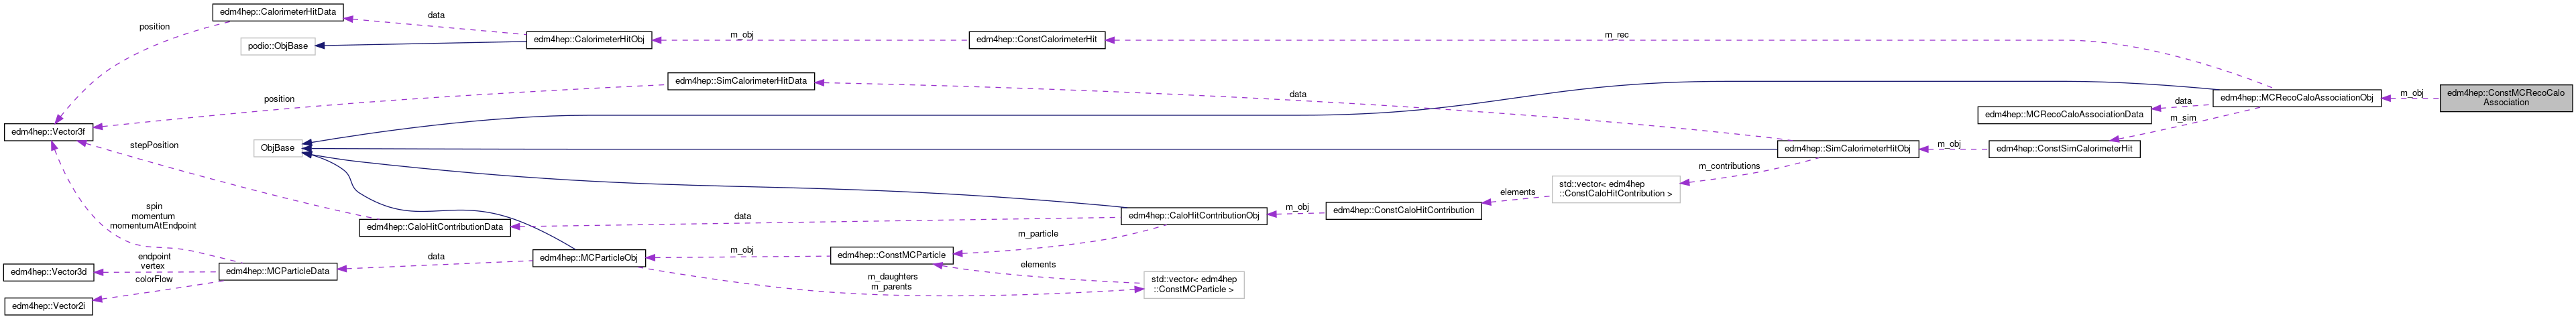 edm4hep::CalorimeterHitData
data
position
podio::ObjBase
edm4hep::CalorimeterHitObj
m_obj
edm4hep::ConstCalorimeterHit
m_rec
edm4hep::SimCalorimeterHitData
position
data
edm4hep::MCRecoCaloAssociationObj
m_obj
edm4hep::ConstMCRecoCalo
Association
data
edm4hep::MCRecoCaloAssociationData
m_sim
edm4hep::Vector3f
stepPosition
ObjBase
edm4hep::SimCalorimeterHitObj
m_obj
edm4hep::ConstSimCalorimeterHit
m_contributions
std::vector< edm4hep
::ConstCaloHitContribution >
elements
edm4hep::ConstCaloHitContribution
m_obj
edm4hep::CaloHitContributionObj
data
edm4hep::CaloHitContributionData
spin
momentum
momentumAtEndpoint
m_particle
edm4hep::ConstMCParticle
m_obj
edm4hep::MCParticleObj
data
edm4hep::MCParticleData
endpoint
vertex
edm4hep::Vector3d
colorFlow
edm4hep::Vector2i
m_daughters
m_parents
elements
std::vector< edm4hep
::ConstMCParticle >